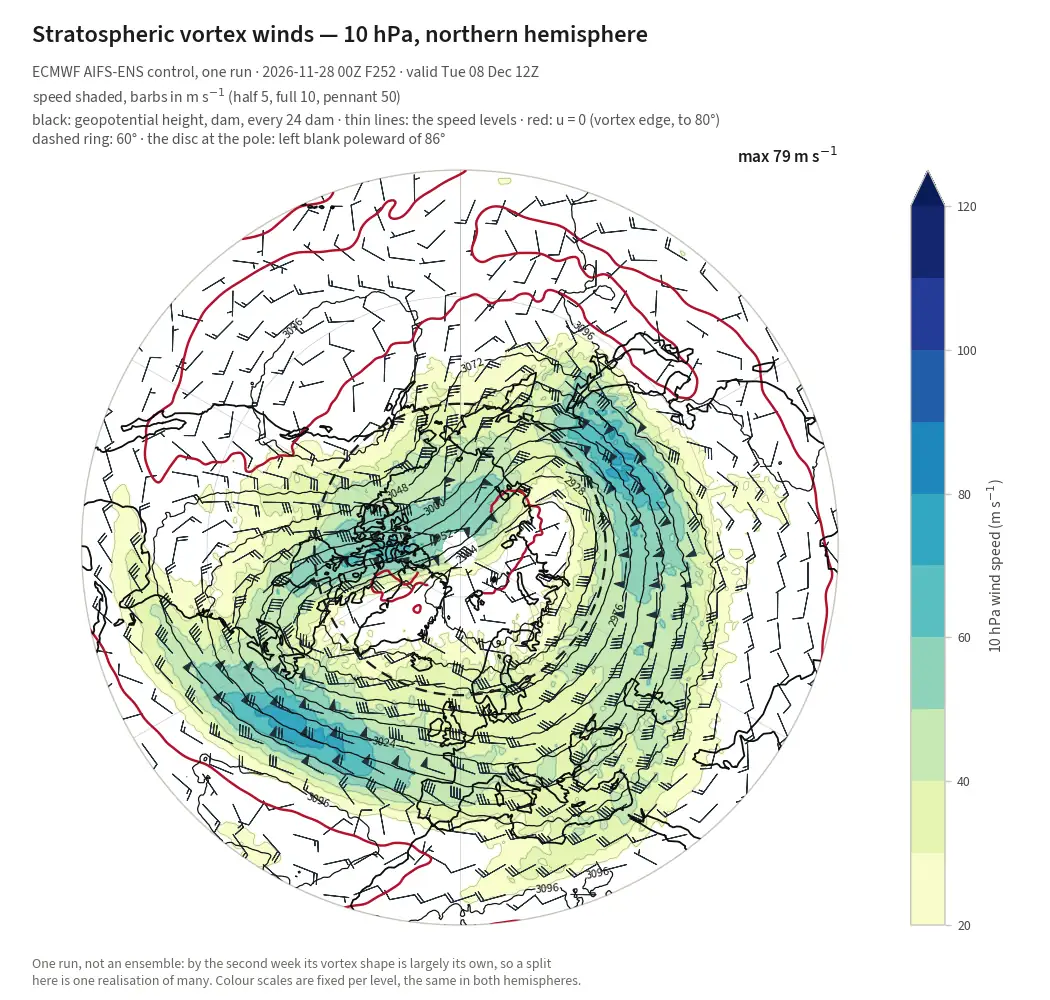 Stratospheric vortex winds — 10 hPa, northern hemisphere
ECMWF AIFS-ENS control, one run · 2026-11-28 00Z F252 · valid Tue 08 Dec 12Z
speed shaded, barbs in m s⁻¹ (half 5, full 10, pennant 50)
black: geopotential height, dam, every 24 dam · thin lines: the speed levels · red: u = 0 (vortex edge, to 80°)
dashed ring: 60° · the disc at the pole: left blank poleward of 86°
max 79 m s⁻¹
120
100
80
60
40
20
10 hPa wind speed (m s⁻¹)
3096
3096
3072
3048
2928
2976
3024
3096
3096
3096
One run, not an ensemble: by the second week its vortex shape is largely its own, so a split
here is one realisation of many. Colour scales are fixed per level, the same in both hemispheres.